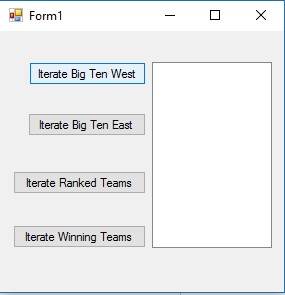 Form1
Iterate Big Ten West
Iterate Big Ten East
Iterate Ranked Teams
Iterate Winning Teams